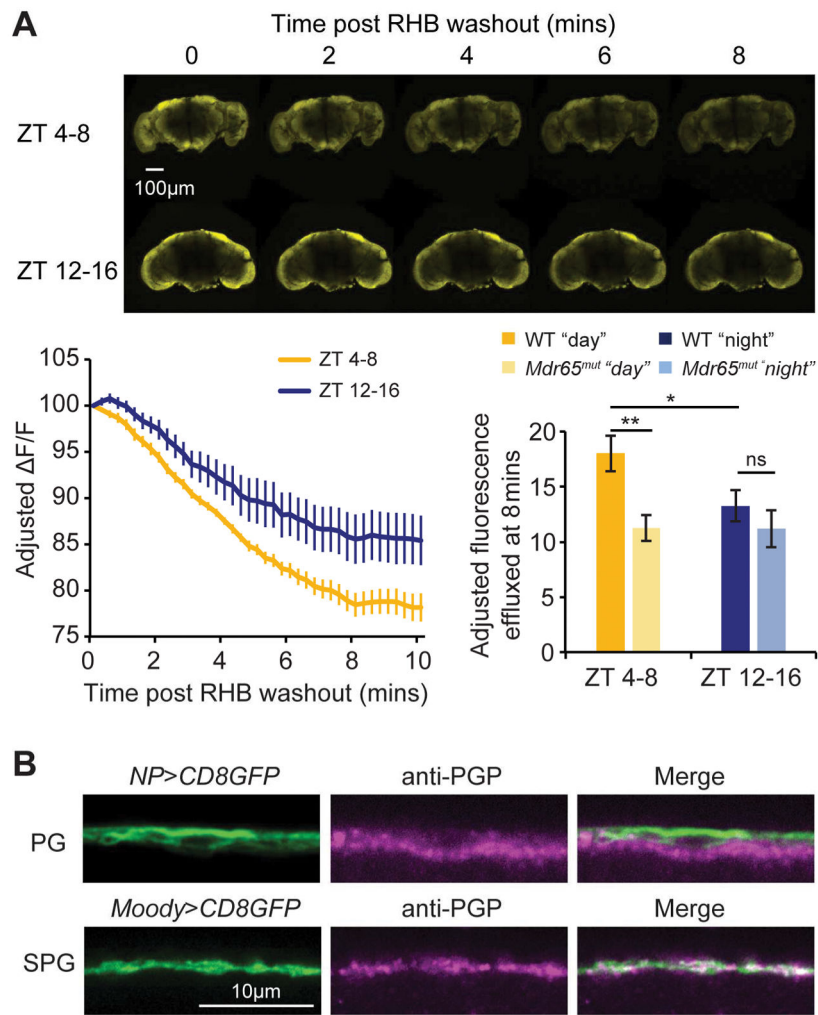 A
Time post RHB washout (mins)
0 2 4 6 8
ZT 4-8
100µm
ZT 12-16
105
100
95
90
85
80
75
Adjusted ΔF/F
ZT 4-8
ZT 12-16
0 2 4 6 8 10
Time post RHB washout (mins)
WT “day” WT “night”
Mdr65mut “day” Mdr65mut “night”
*
**
ns
20
15
10
5
0
Adjusted fluorescence
effluxed at 8mins
ZT 4-8 ZT 12-16
B
NP>CD8GFP anti-PGP Merge
PG
Moody>CD8GFP anti-PGP Merge
SPG
10µm